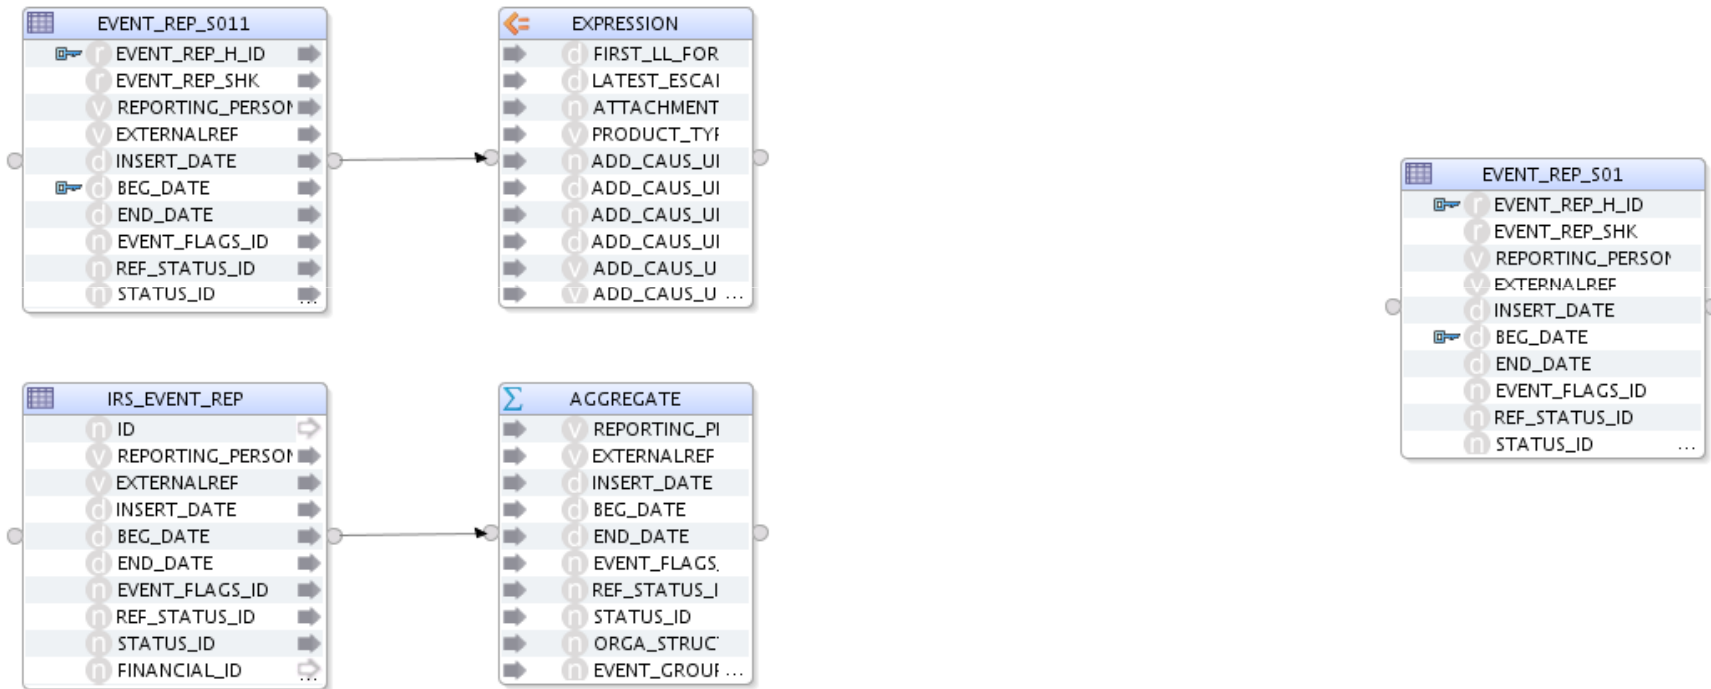 EVENT_REP_S011
EVENT_REP_H_ID
EVENT_REP_SHK
REPORTING_PERSON
EXTERNALREF
INSERT_DATE
BEG_DATE
END_DATE
EVENT_FLAGS_ID
REF_STATUS_ID
STATUS_ID
...
EXPRESSION
FIRST_LL_FOR
LATEST_ESCAI
ATTACHMENT
PRODUCT_TYF
ADD_CAUS_UI
ADD_CAUS_UI
ADD_CAUS_UI
ADD_CAUS_UI
ADD_CAUS_U
ADD_CAUS_U ...
IRS_EVENT_REP
ID
REPORTING_PERSON
EXTERNALREF
INSERT_DATE
BEG_DATE
END_DATE
EVENT_FLAGS_ID
REF_STATUS_ID
STATUS_ID
FINANCIAL_ID
...
AGGREGATE
REPORTING_PI
EXTERNALREF
INSERT_DATE
BEG_DATE
END_DATE
EVENT_FLAGS_
REF_STATUS_I
STATUS_ID
ORGA_STRUC
EVENT_GROUF ...
EVENT_REP_S01
EVENT_REP_H_ID
EVENT_REP_SHK
REPORTING_PERSON
EXTERNALREF
INSERT_DATE
BEG_DATE
END_DATE
EVENT_FLAGS_ID
REF_STATUS_ID
STATUS_ID ...